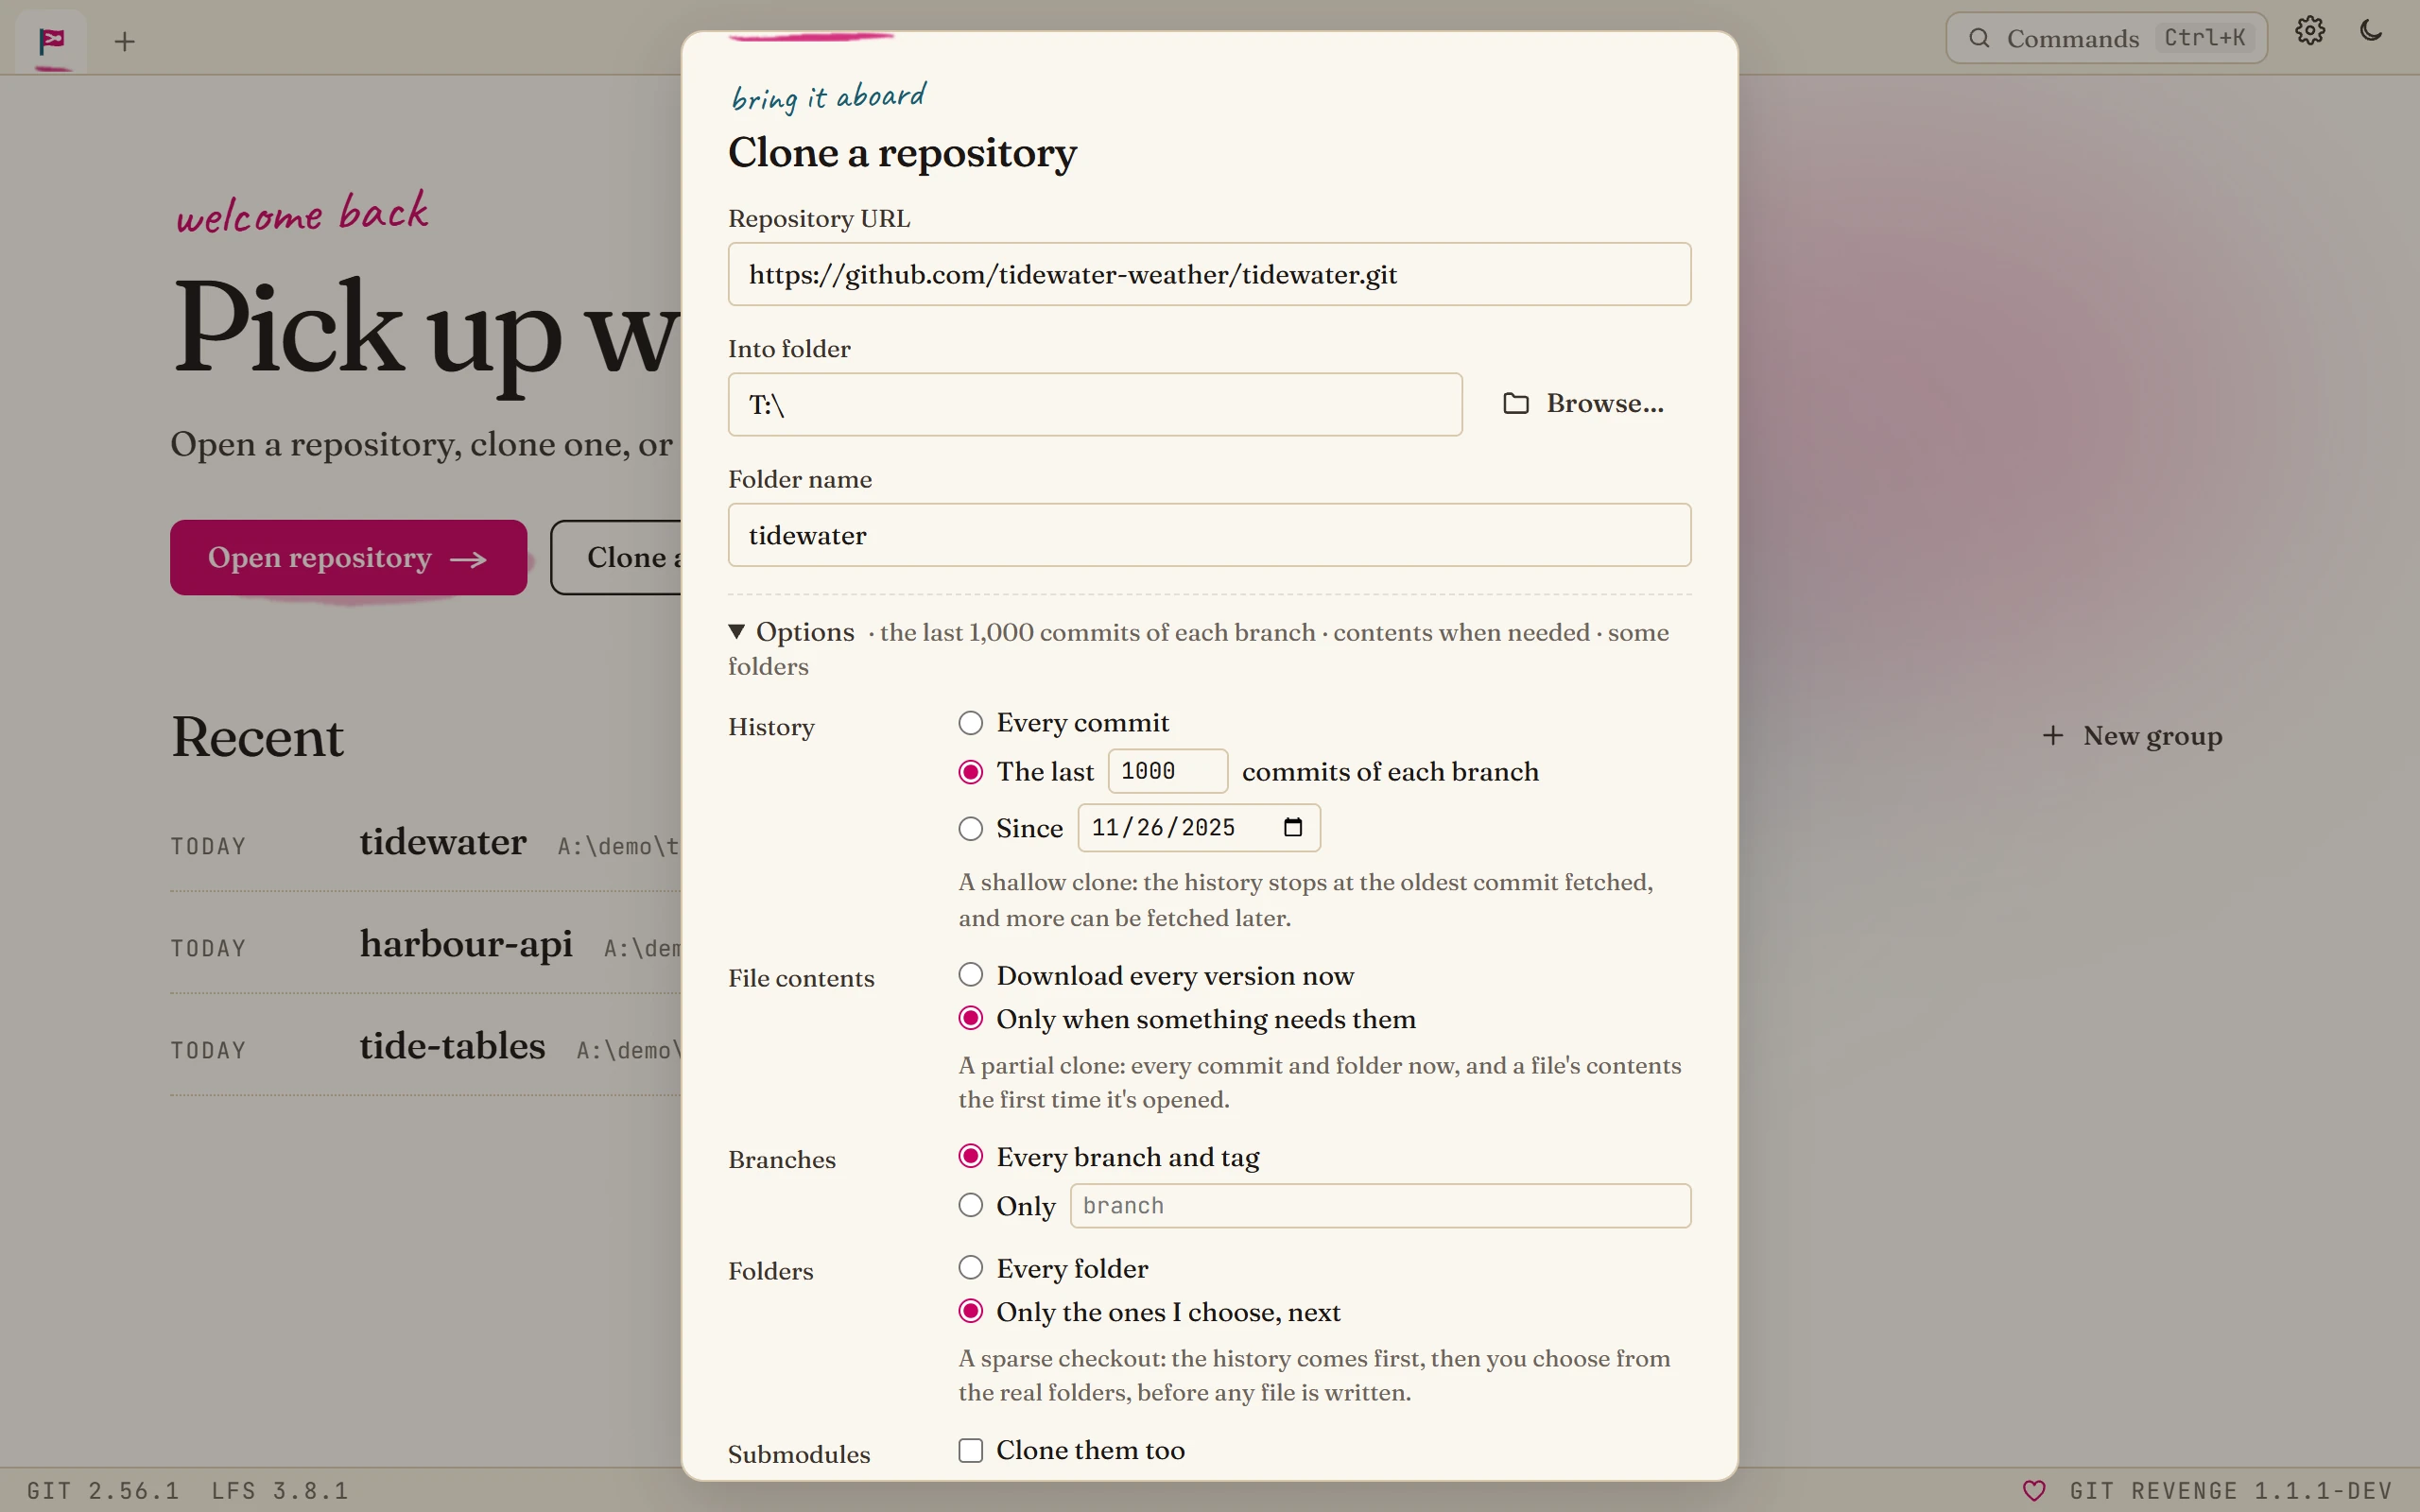 Commands Ctrl+K
bring it aboard
Clone a repository
Repository URL
https://github.com/tidewater-weather/tidewater.git
Into folder
T:\
Browse...
Folder name
tidewater
Options · the last 1,000 commits of each branch · contents when needed · some
folders
History
Every commit
The last 1000 commits of each branch
Since 11/26/2025
A shallow clone: the history stops at the oldest commit fetched,
and more can be fetched later.
File contents
Download every version now
Only when something needs them
A partial clone: every commit and folder now, and a file's contents
the first time it's opened.
Branches
Every branch and tag
Only branch
Folders
Every folder
Only the ones I choose, next
A sparse checkout: the history comes first, then you choose from
the real folders, before any file is written.
Submodules
Clone them too
welcome back
Pick up w
Open a repository, clone one, or
Open repository
Clone a
Recent
New group
TODAY tidewater A:\demo\t
TODAY harbour-api A:\dem
TODAY tide-tables A:\demo\
GIT 2.56.1 LFS 3.8.1
GIT REVENGE 1.1.1-DEV